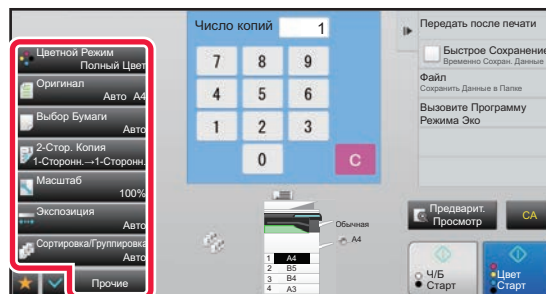 Цветной Режим
Полный Цвет
Оригинал
Авто A4
Выбор Бумаги
Авто
2-Стор. Копия
1-Сторонн.→1-Сторонн.
Масштаб
100%
Экспозиция
Авто
Сортировка/Группировка
Авто
Прочие
Число копий 1
7 8 9
4 5 6
1 2 3
0 C
Обычная
A4
1 A4
2 B5
3 B4
4 A3
Передать после печати
Быстрое Сохранение
Временно Сохран. Данные
Файл
Сохранить Данные в Папке
Вызовите Программу
Режима Эко
Предварит.
Просмотр
CA
Ч/Б
Старт
Цвет
Старт